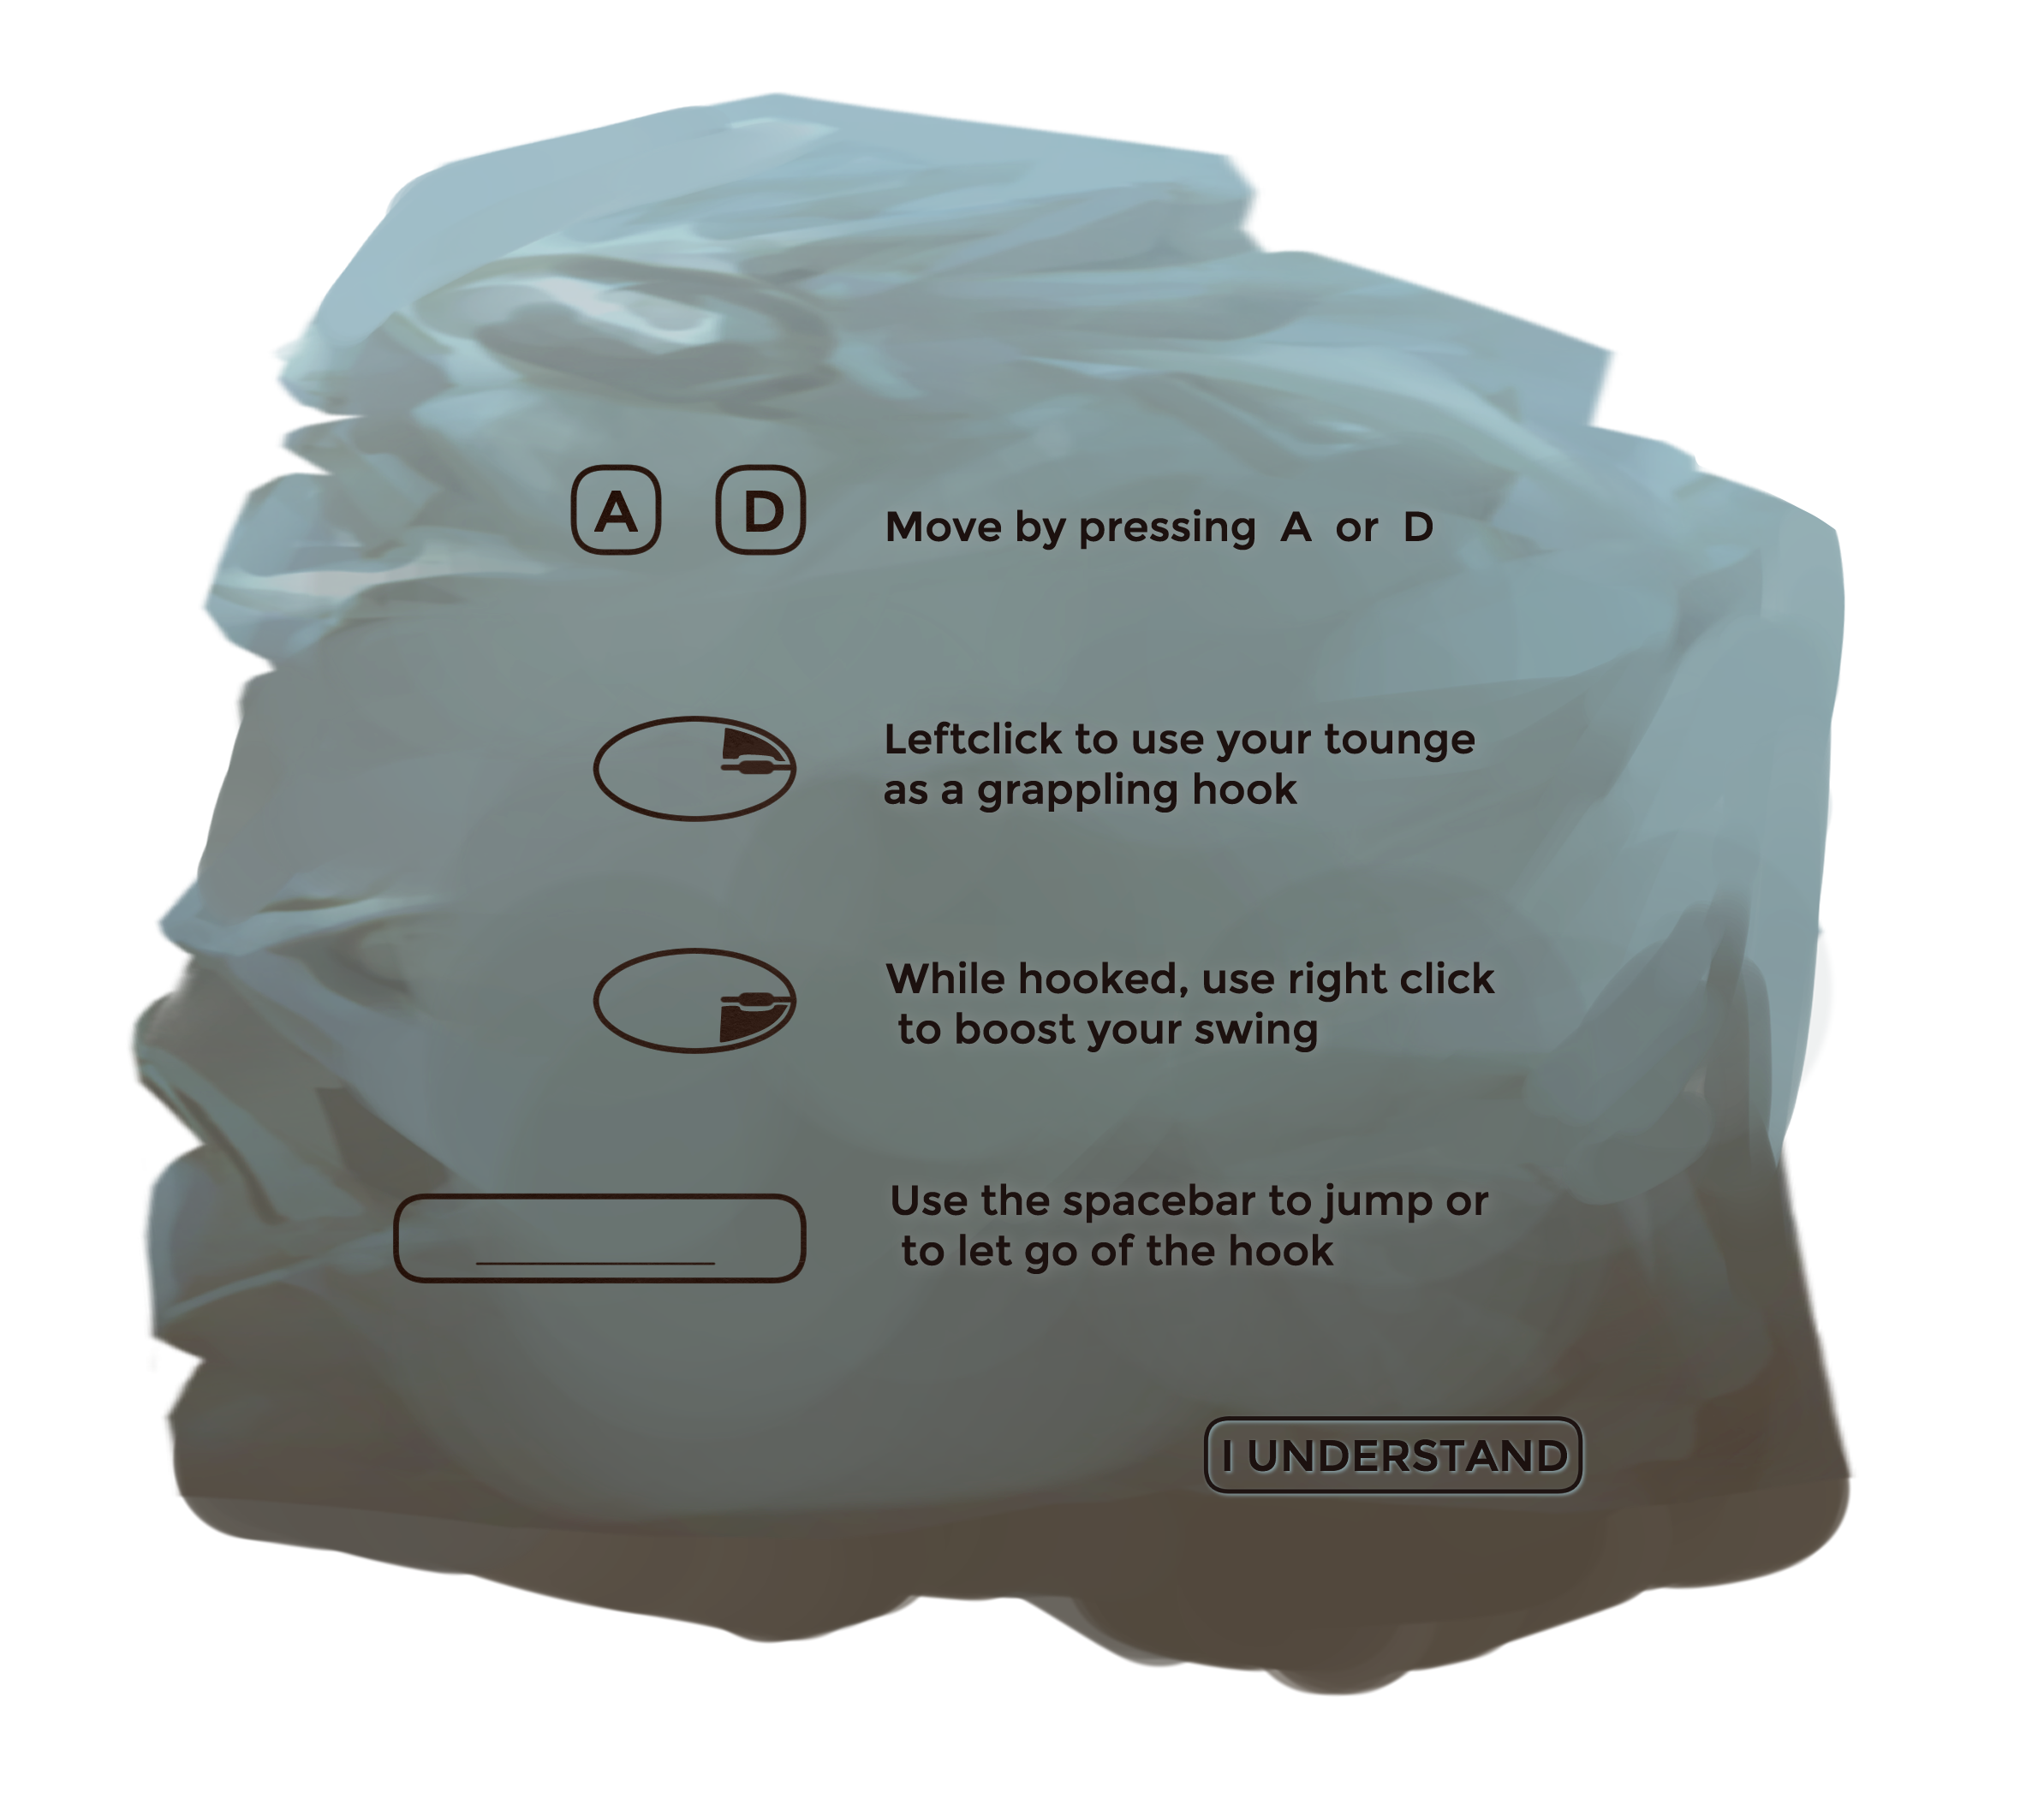 A D Move by pressing A or D
Leftclick to use your tounge
as a grappling hook
While hooked, use right click
to boost your swing
Use the spacebar to jump or
to let go of the hook
I UNDERSTAND